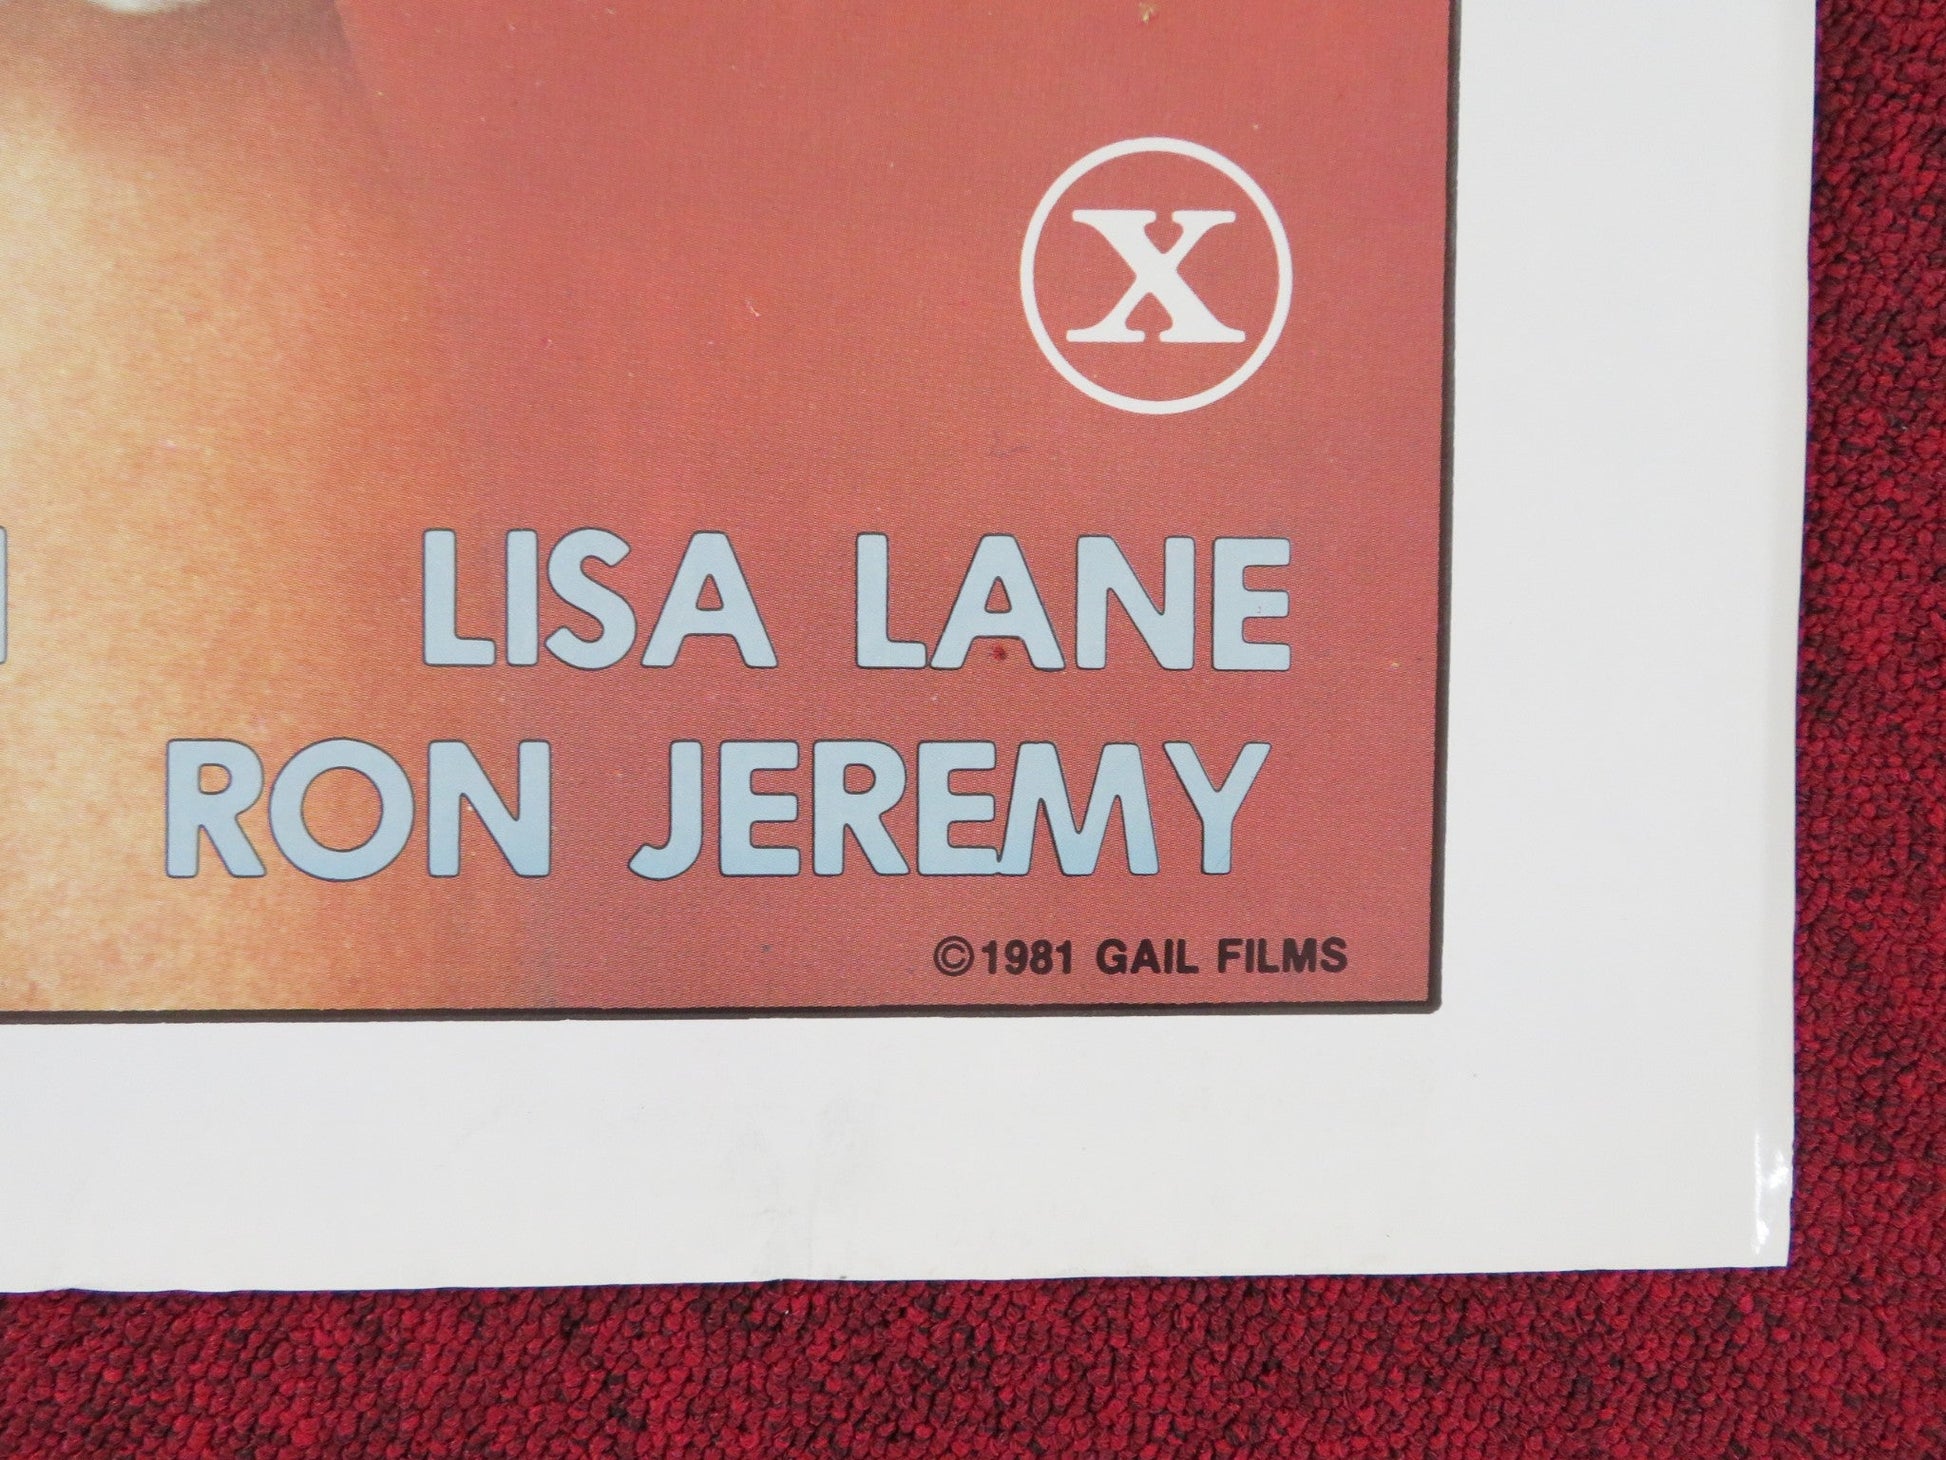 X
LISA LANE
RON JEREMY
©1981 GAIL FILMS